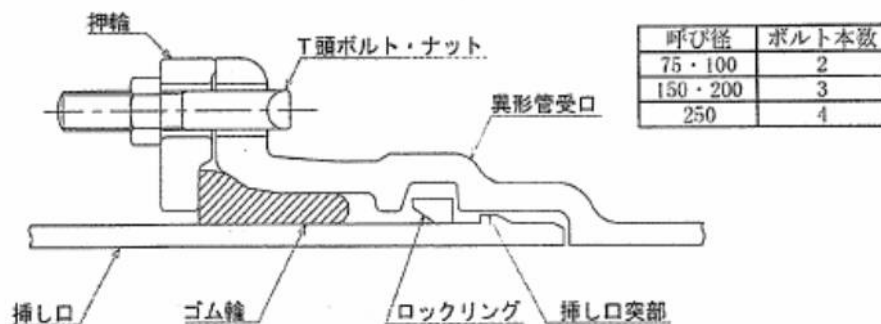 押輪
T頭ボルト・ナット
異形管受口
挿し口
ゴム輪
ロックリング
挿し口突部
呼び径 ボルト本数
75・100 2
150・200 3
250 4